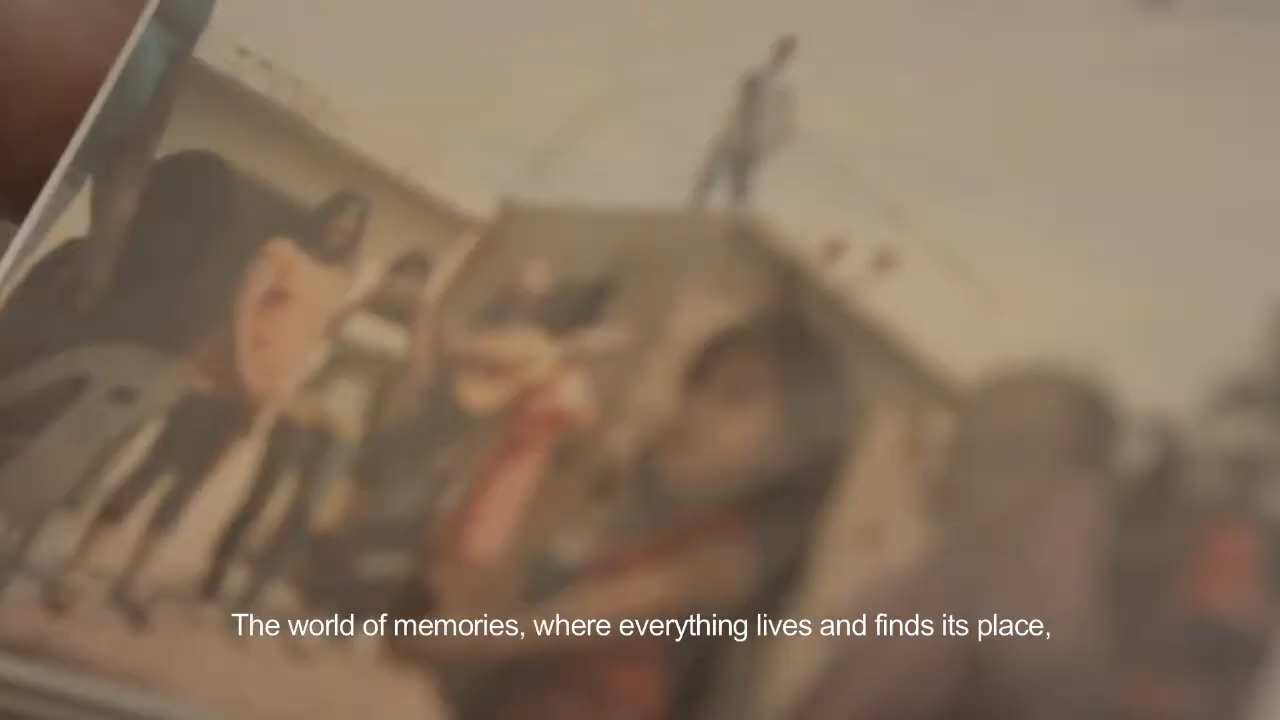 The world of memories, where everything lives and finds its place,